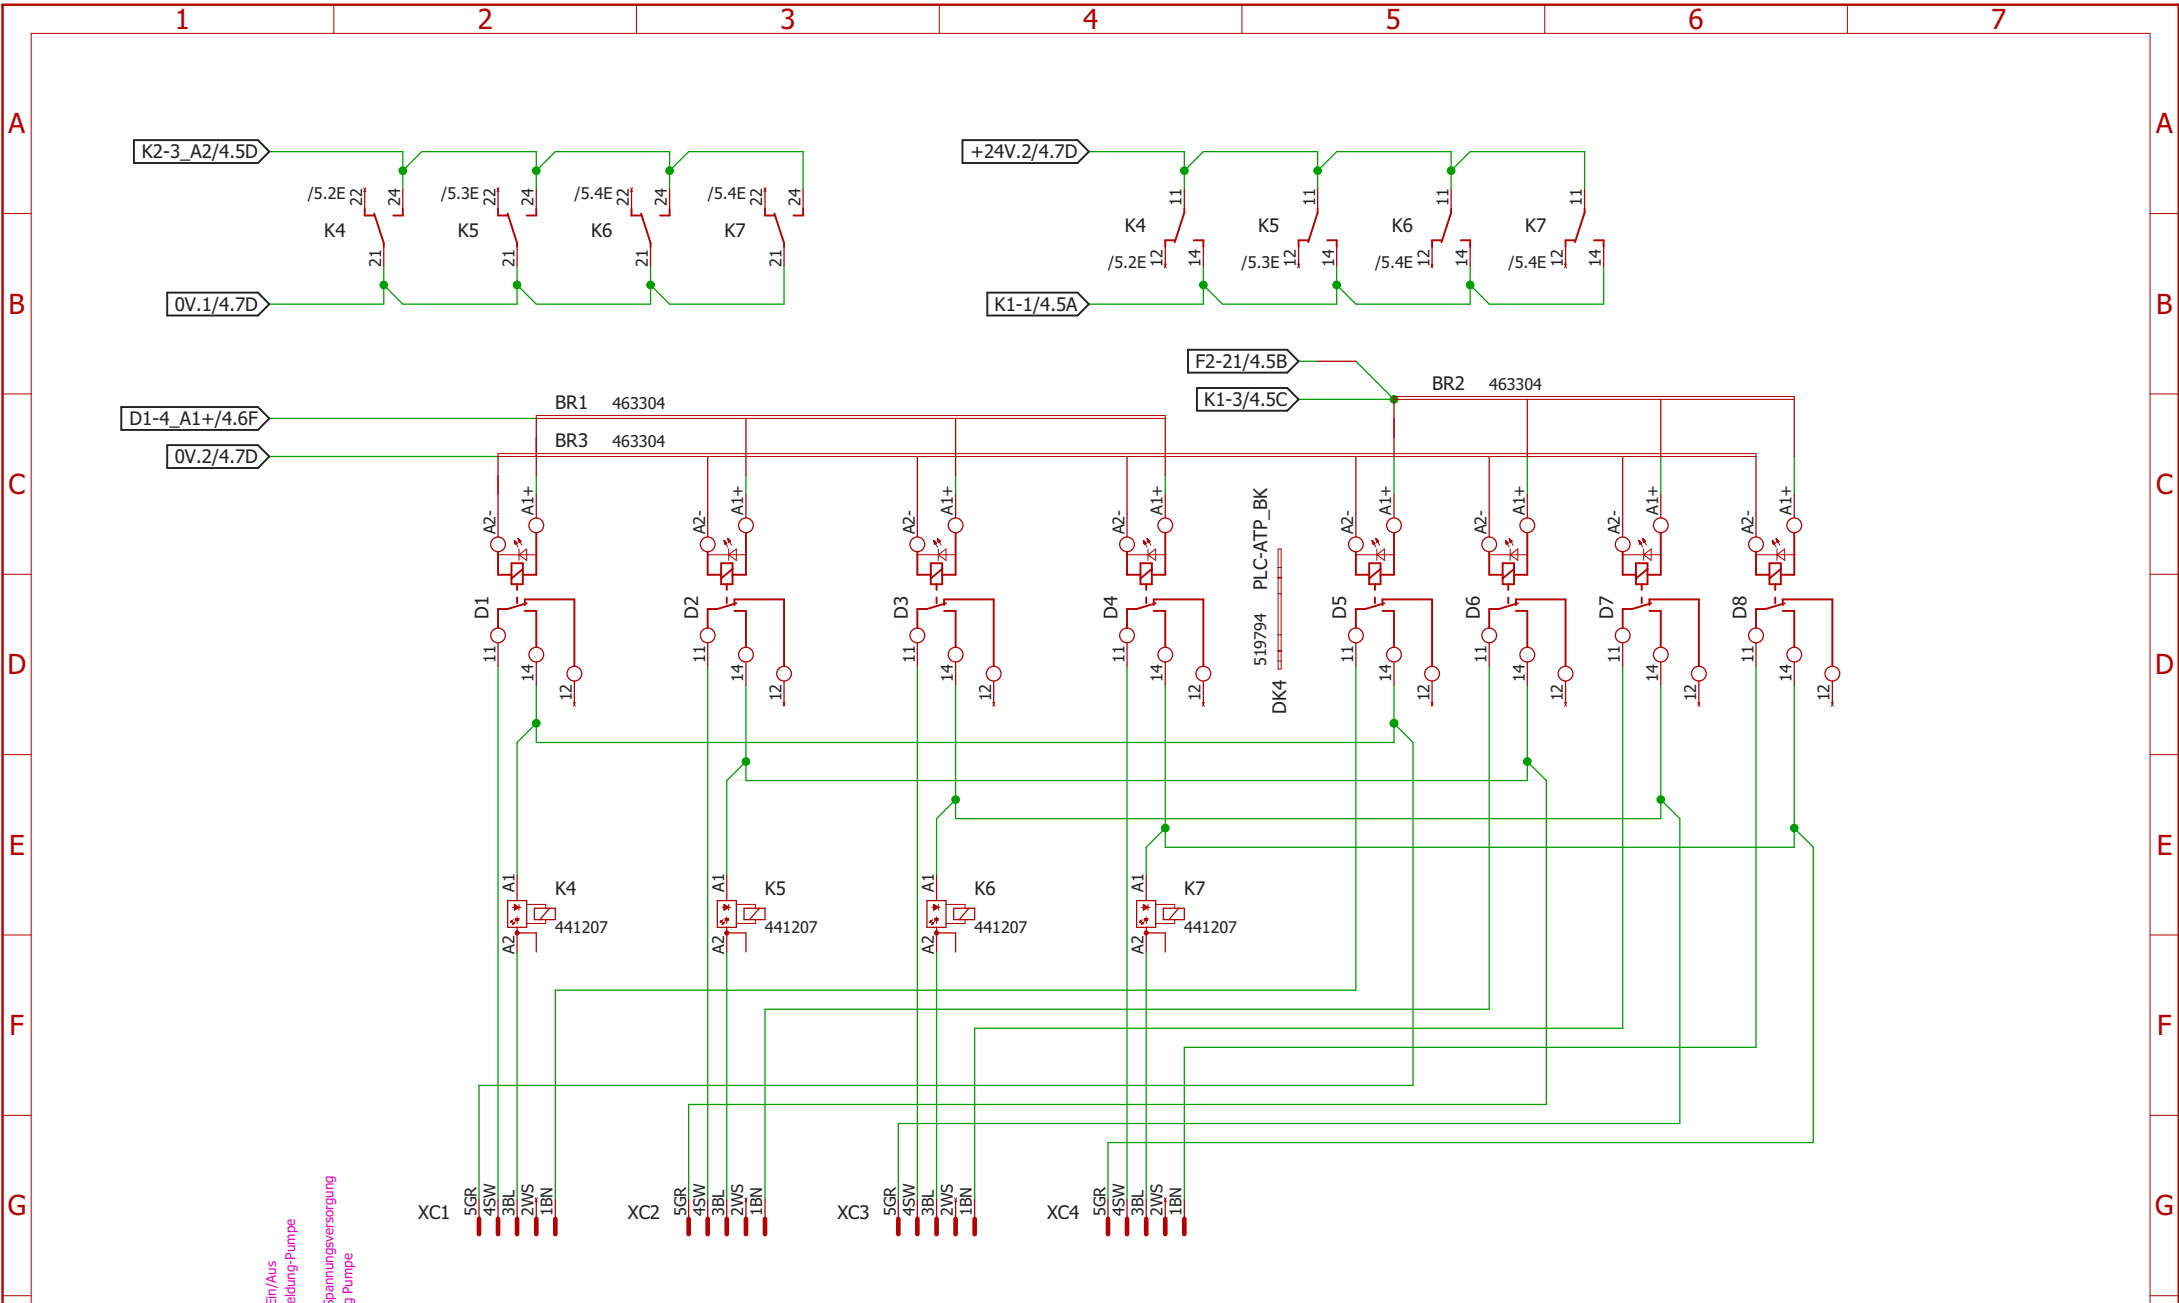 1 2 3 4 5 6 7
A A
K2-3_A2/4.5D +24V.2/4.7D
/5.2E 22 24 /5.3E 22 24 /5.4E 22 24 /5.4E 22 24 11 11 11 11
K4 K5 K6 K7 K4 K5 K6 K7
21 21 21 21 /5.2E 12 14 /5.3E 12 14 /5.4E 12 14 /5.4E 12 14
B 0V.1/4.7D K1-1/4.5A B
F2-21/4.5B
BR2 463304
K1-3/4.5C
BR1 463304
D1-4_A1+/4.6F
BR3 463304
0V.2/4.7D
C C
A2- A1+ A2- A1+ A2- A1+ A2- A1+ A2- A1+ A2- A1+ A2- A1+ A2- A1+
D1 D2 D3 D4 D5 D6 D7 D8
DK4 519794 PLC-ATP_BK
D D
11 14 12 11 14 12 11 14 12 11 14 12 11 14 12 11 14 12 11 14 12 11 14 12
E E
A1 K4 A1 K5 A1 K6 A1 K7
441207 441207 441207 441207
A2 A2 A2 A2
F F
G G
XC1 5GR 4SW 3BL 2WS 1BN
XC2 5GR 4SW 3BL 2WS 1BN
XC3 5GR 4SW 3BL 2WS 1BN
XC4 5GR 4SW 3BL 2WS 1BN
Ein/Aus
eldung-Pumpe
Spannungsversorgung
g Pumpe